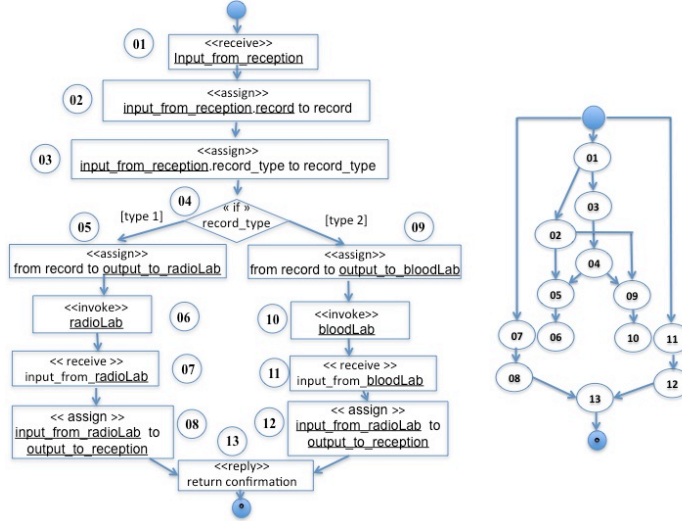 01
<<receive>>
Input_from_reception
02
<<assign>>
input_from_reception.record to record
03
<<assign>>
input_from_reception.record_type to record_type
04
« if »
record_type
[type 1]
[type 2]
05
<<assign>>
from record to output_to_radioLab
09
<<assign>>
from record to output_to_bloodLab
<<invoke>>
radioLab
06
10
<<invoke>>
bloodLab
<< receive >>
input_from_radioLab
07
11
<< receive >>
input_from_bloodLab
<< assign >>
input_from_radioLab to
output_to_reception
08
12
<< assign >>
input_from_radioLab to
output_to_reception
13
<<reply>>
return confirmation
01
03
02
04
05
09
07
06
10
11
08
13
12